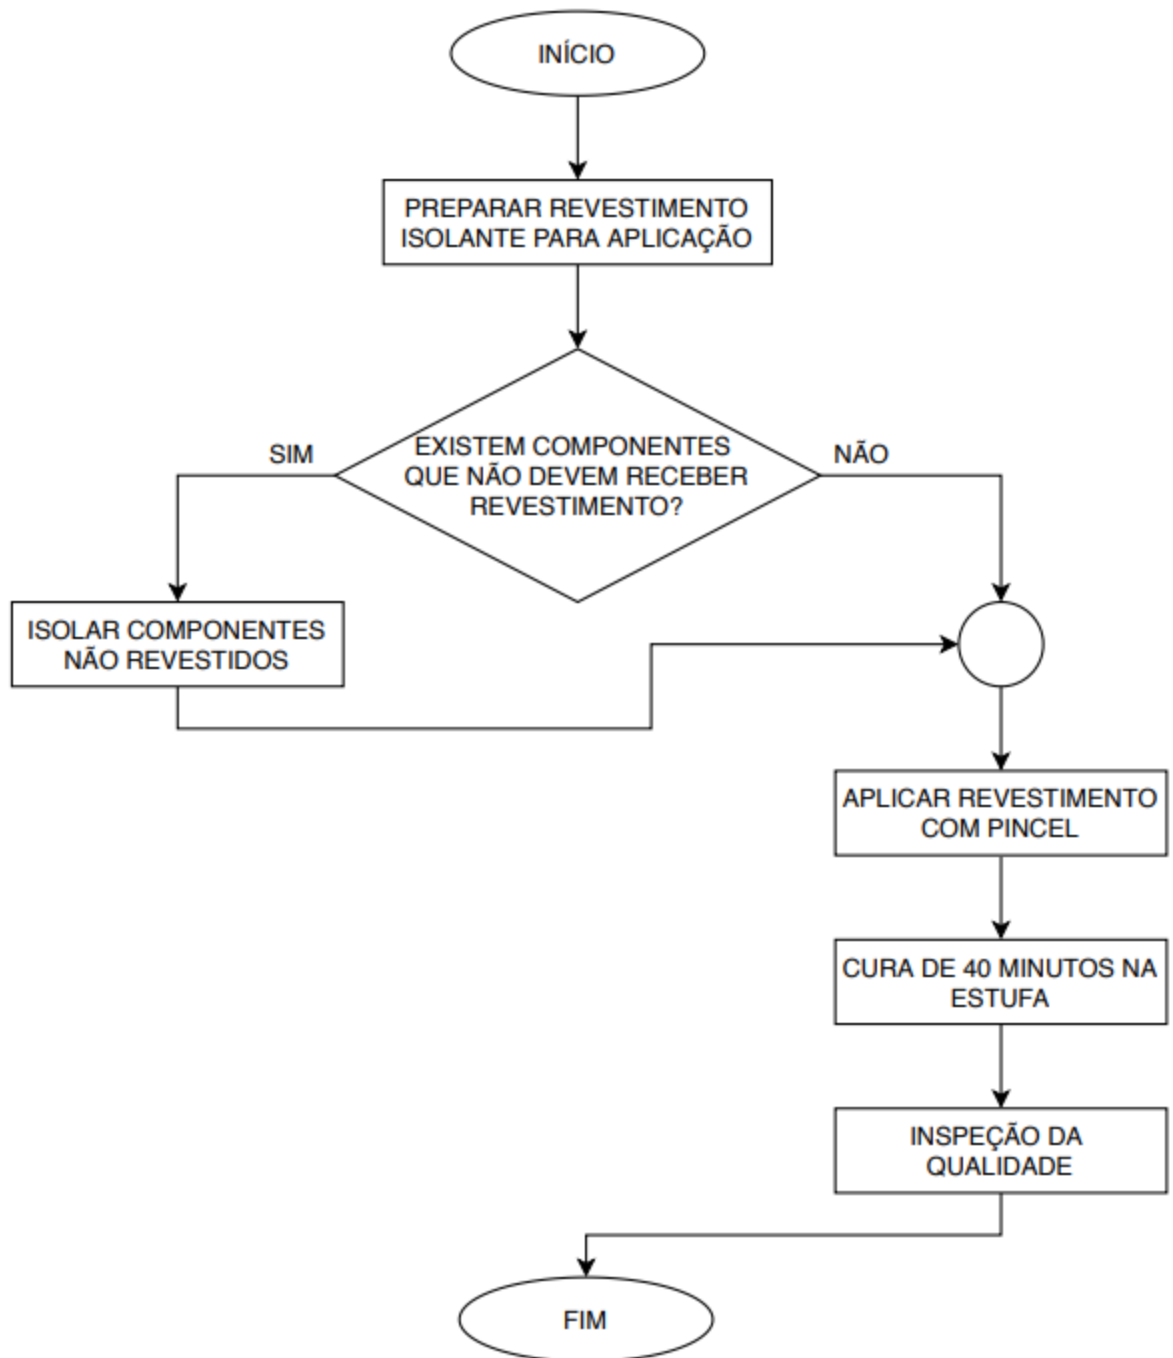 INÍCIO
PREPARAR REVESTIMENTO
ISOLANTE PARA APLICAÇÃO
EXISTEM COMPONENTES
QUE NÃO DEVEM RECEBER
REVESTIMENTO?
SIM
NÃO
ISOLAR COMPONENTES
NÃO REVESTIDOS
APLICAR REVESTIMENTO
COM PINCEL
CURA DE 40 MINUTOS NA
ESTUFA
INSPEÇÃO DA
QUALIDADE
FIM